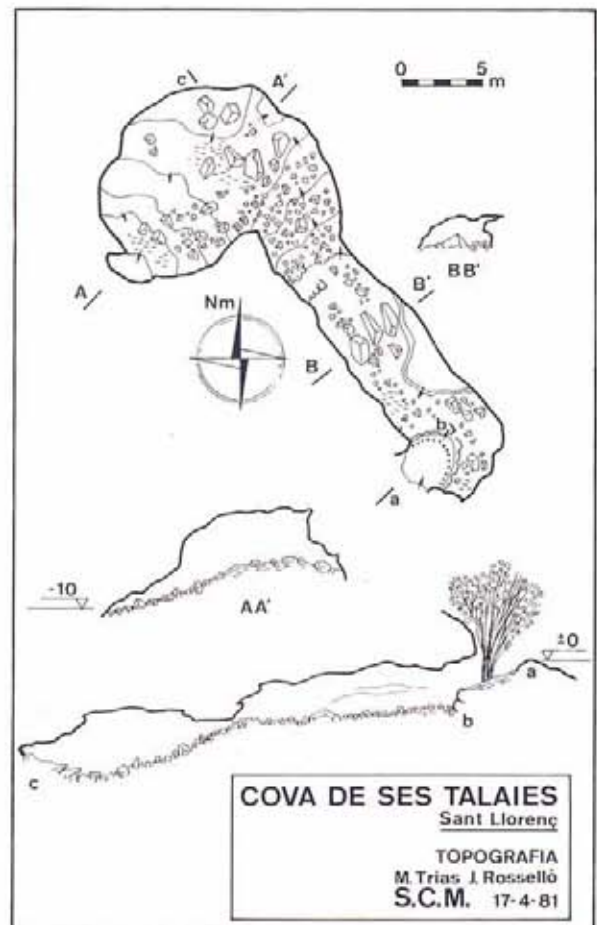 c
A'
0 5
m
BB'
A
Nm
B'
B
b
a
-10
AA'
±0
a
b
c
COVA DE SES TALAIES
Sant Llorenç
TOPOGRAFIA
M. Trias J. Rosselló
S.C.M. 17-4-81